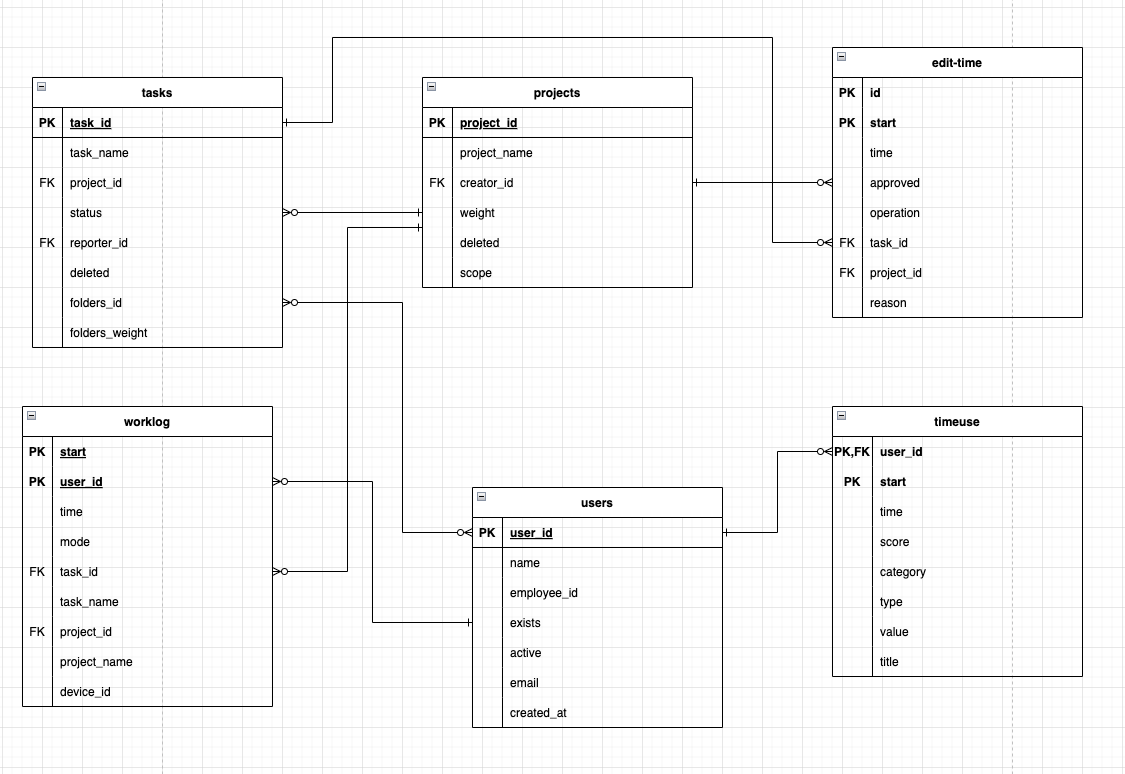 tasks
PK task_id
task_name
FK project_id
status
FK reporter_id
deleted
folders_id
folders_weight
projects
PK project_id
project_name
FK creator_id
weight
deleted
scope
edit-time
PK id
PK start
time
approved
operation
FK task_id
FK project_id
reason
worklog
PK start
PK user_id
time
mode
FK task_id
task_name
FK project_id
project_name
device_id
users
PK user_id
name
employee_id
exists
active
email
created_at
timeuse
PK,FK user_id
PK start
time
score
category
type
value
title